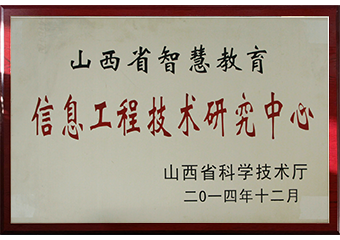 山西省智慧教育
信息工程技术研究中心
山西省科学技术厅
二〇一四年十二月